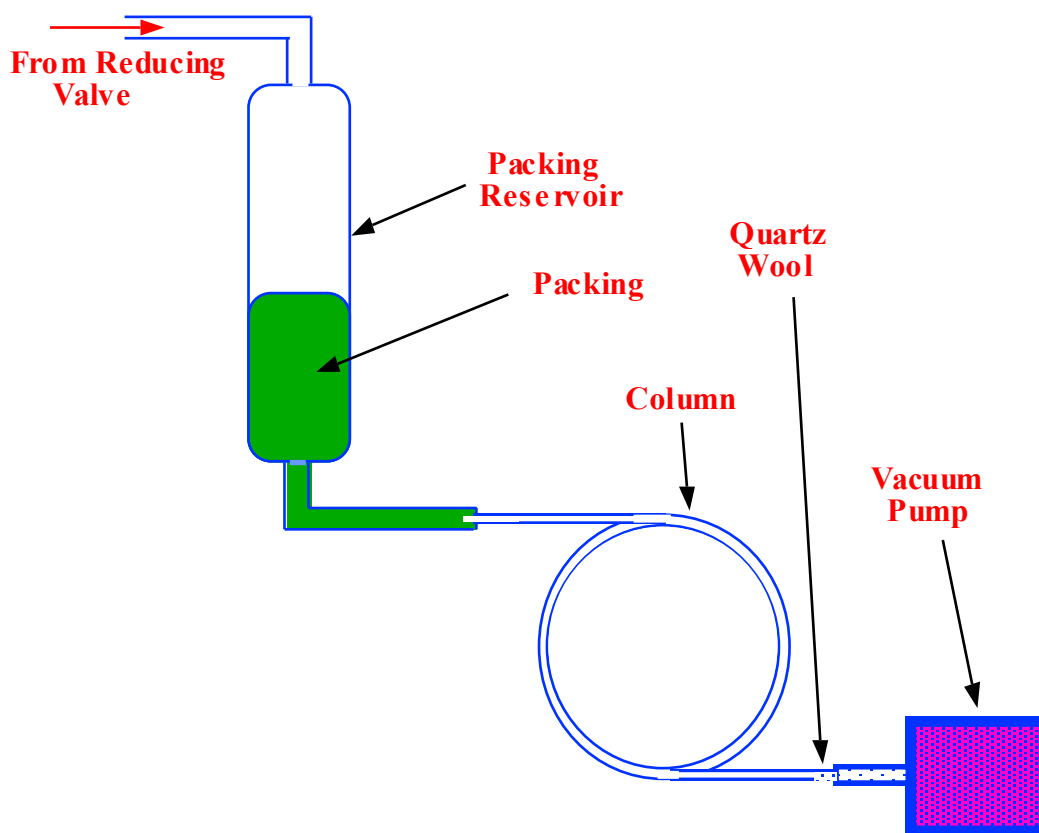 From Reducing
Valve
Packing
Reservoir
Quartz
Wool
Packing
Column
Vacuum
Pump